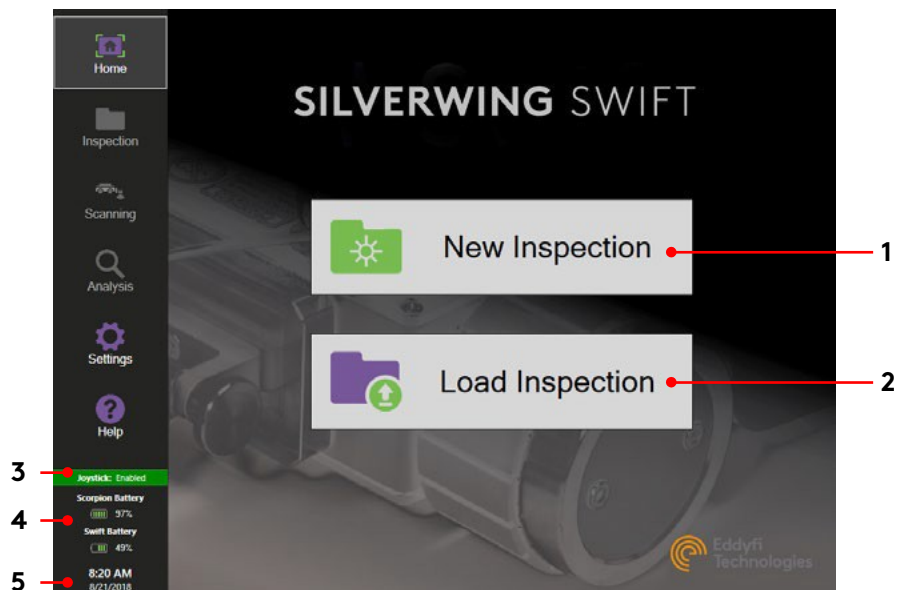 Home
SILVERWING SWIFT
Inspection
Scanning
New Inspection
1
Analysis
Settings
Load Inspection
2
Help
3
Joystick: Enabled
Scorpion Battery
97%
4
Swift Battery
49%
Eddyfi
Technologies
8:20 AM
5
8/21/2018